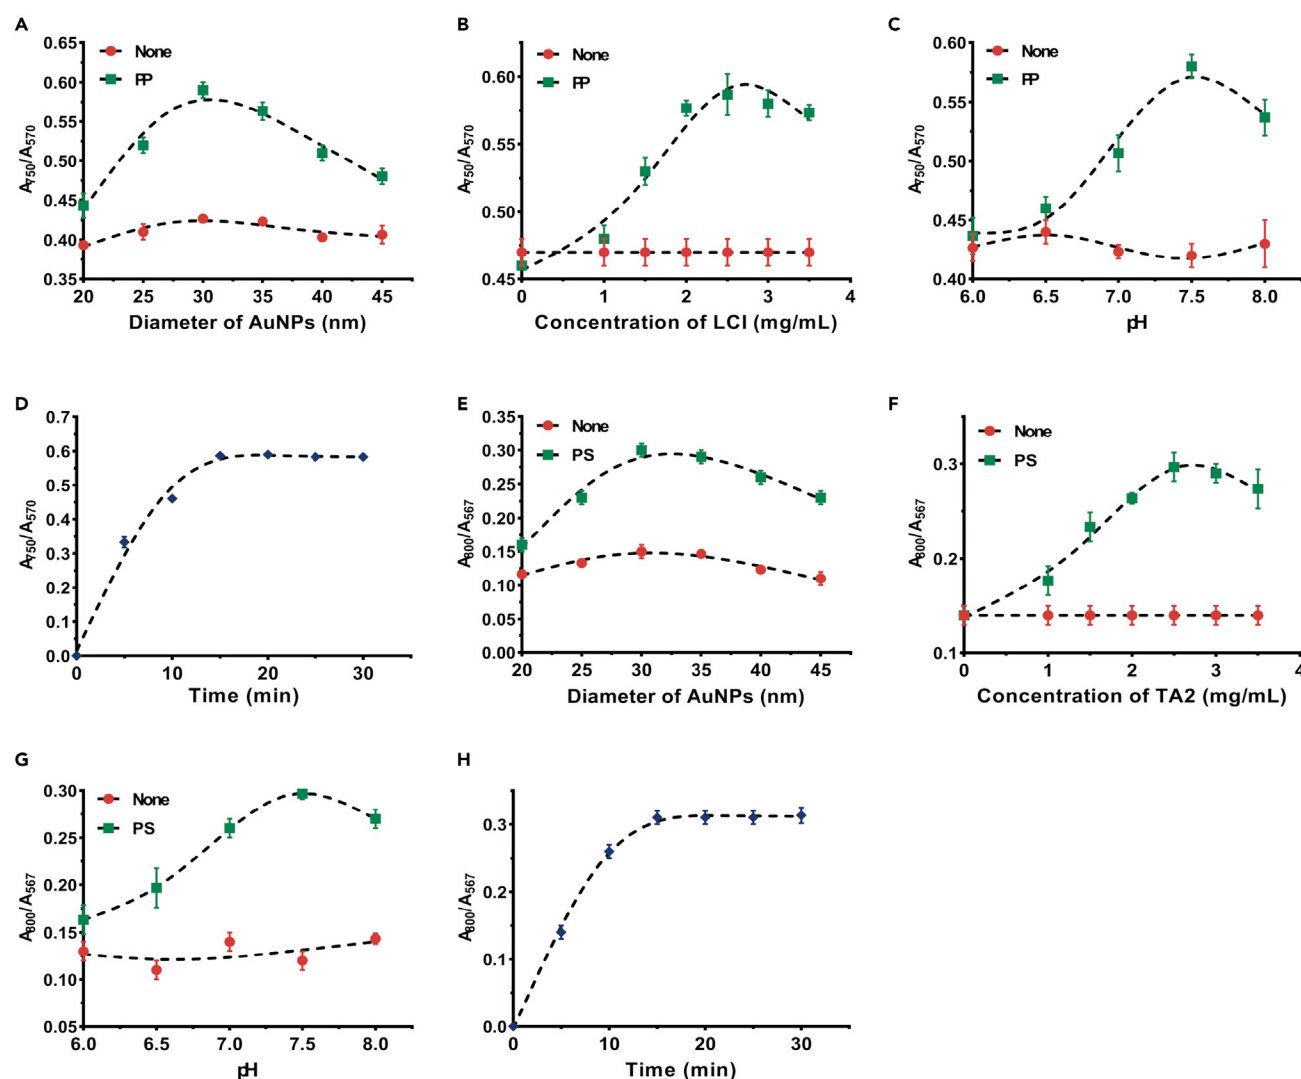 A
None
PP
A750/A570
0.65
0.60
0.55
0.50
0.45
0.40
0.35
20 25 30 35 40 45
Diameter of AuNPs (nm)
B
None
PP
A750/A570
0.60
0.55
0.50
0.45
0 1 2 3 4
Concentration of LCI (mg/mL)
C
None
PP
A750/A570
0.60
0.55
0.50
0.45
0.40
6.0 6.5 7.0 7.5 8.0
pH
D
A750/A570
0.7
0.6
0.5
0.4
0.3
0.2
0.1
0.0
0 10 20 30
Time (min)
E
None
PS
A800/A567
0.35
0.30
0.25
0.20
0.15
0.10
0.05
0.00
20 25 30 35 40 45
Diameter of AuNPs (nm)
F
None
PS
A800/A567
0.3
0.2
0.1
0 1 2 3 4
Concentration of TA2 (mg/mL)
G
None
PS
A800/A567
0.30
0.25
0.20
0.15
0.10
0.05
6.0 6.5 7.0 7.5 8.0
pH
H
A800/A567
0.3
0.2
0.1
0.0
0 10 20 30
Time (min)